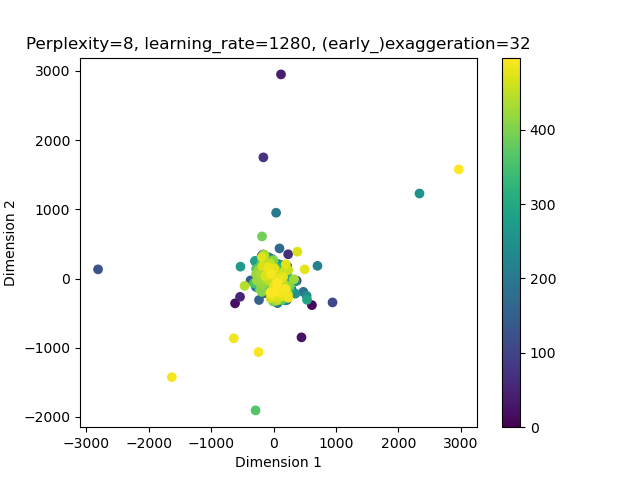 Perplexity=8, learning_rate=1280, (early_)exaggeration=32
3000
2000
1000
0
−1000
−2000
Dimension 2
−3000 −2000 −1000 0 1000 2000 3000
Dimension 1
400
300
200
100
0